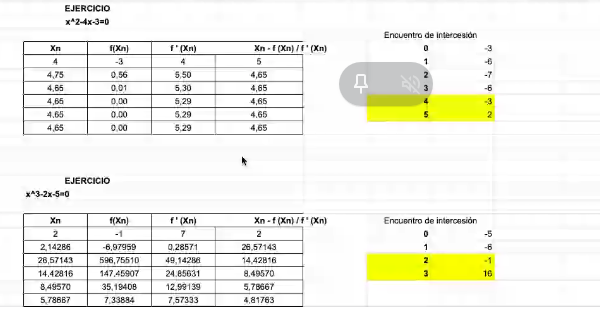 EJERCICIO
x^2-4x-3=0
Encuentro de intercesión
Xn f(Xn) f ' (Xn) Xn - f (Xn) / f ' (Xn)
0 -3
4 -3 4 5
1 -6
4,75 0,56 5,50 4,65
2 -7
4,65 0,01 5,30 4,65
3 -6
4,65 0,00 5,29 4,65
4 -3
4,65 0,00 5,29 4,65
5 2
4,65 0,00 5,29 4,65
EJERCICIO
x^3-2x-5=0
Xn f(Xn) f ' (Xn) Xn - f (Xn) / f ' (Xn)
Encuentro de intercesión
2 -1 7 2
0 -5
2,14286 -6,97959 0,28571 26,57143
1 -6
26,57143 596,75510 49,14286 14,42816
2 -1
14,42816 147,45907 24,85631 8,49570
3 16
8,49570 35,19408 12,99139 5,78667
5,78667 7,33884 7,57333 4,81763